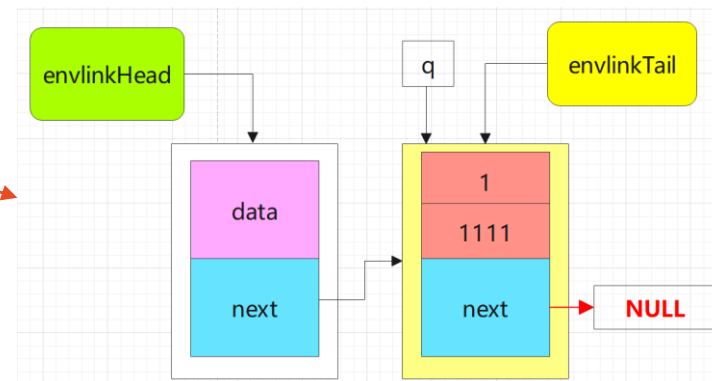 envlinkHead
q
envlinkTail
data
next
1
1111
next
NULL